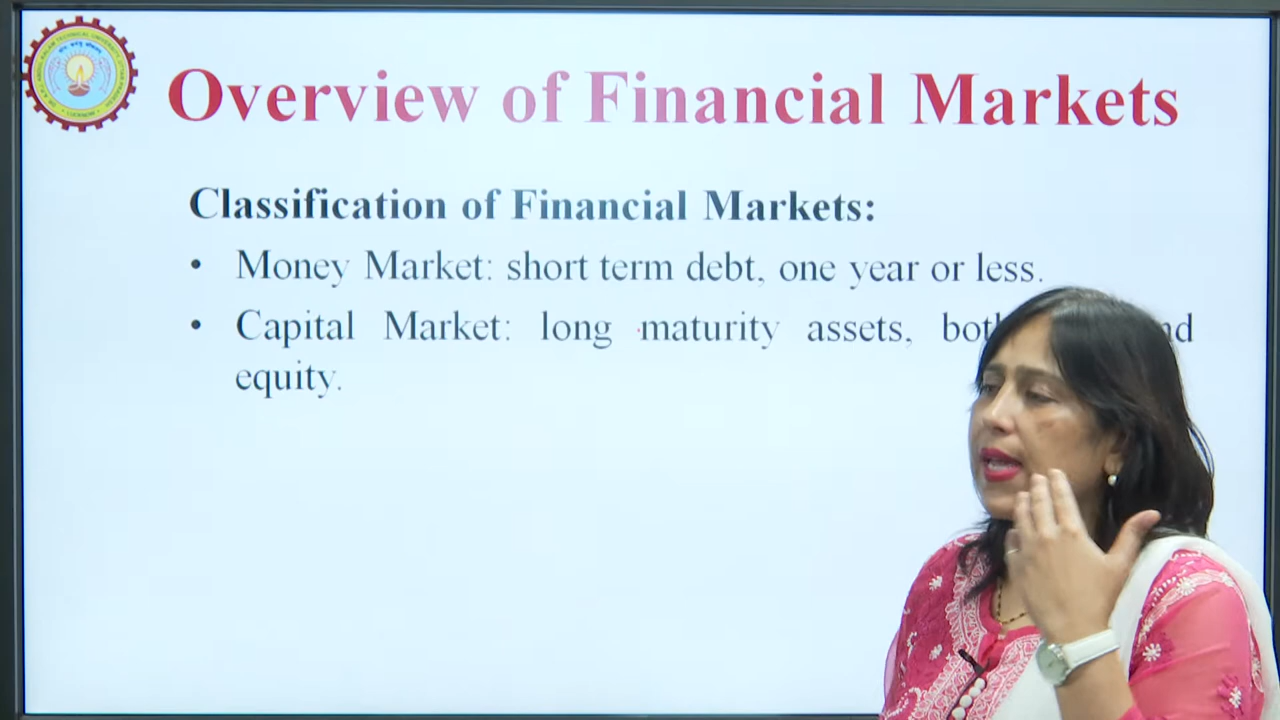 Overview of Financial Markets
Classification of Financial Markets:
• Money Market: short term debt, one year or less.
• Capital Market: long maturity assets,
equity.